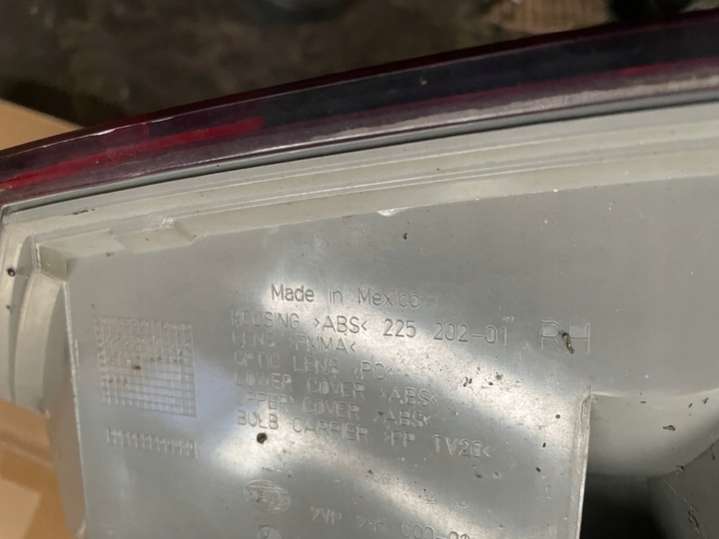 Made in Mexico
HOUSING >ABS< 225 202-01 RH
LENS >PMMA<
OPTIC LENS >PC<
LOWER COVER >ABS<
UPPER COVER >ABS<
BULB CARRIER >PP TV20<